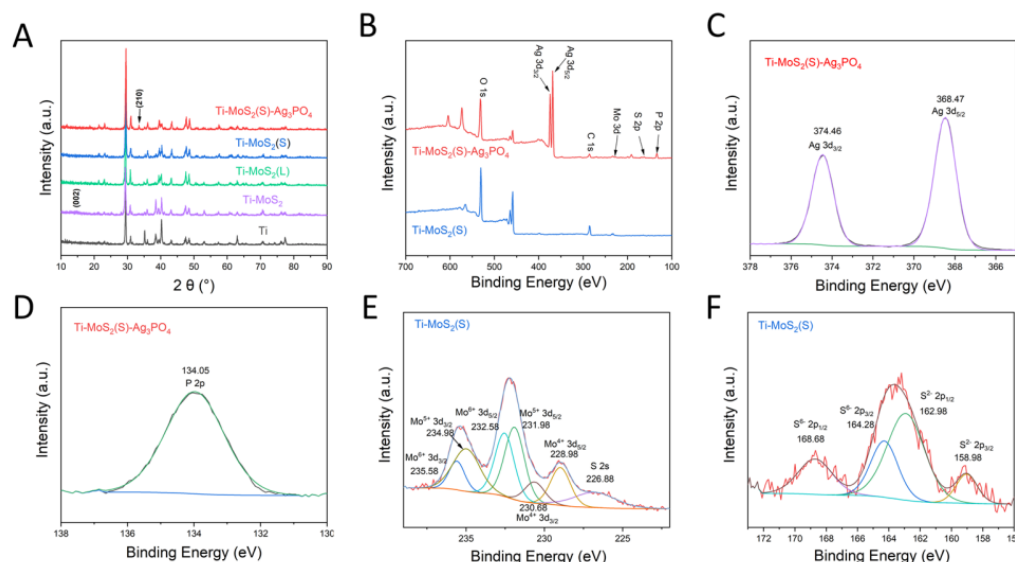 A
Intensity (a.u.)
(210)
Ti-MoS₂(S)-Ag₃PO₄
Ti-MoS₂(S)
Ti-MoS₂(L)
(002)
Ti-MoS₂
Ti
10 20 30 40 50 60 70 80 90
2 θ (°)
B
Intensity (a.u.)
O 1s
Ag 3d₃/₂
Ag 3d₅/₂
C 1s
Mo 3d
S 2p
P 2p
Ti-MoS₂(S)-Ag₃PO₄
Ti-MoS₂(S)
700 600 500 400 300 200 100
Binding Energy (eV)
C
Intensity (a.u.)
Ti-MoS₂(S)-Ag₃PO₄
374.46
Ag 3d₃/₂
368.47
Ag 3d₅/₂
378 376 374 372 370 368 366
Binding Energy (eV)
D
Intensity (a.u.)
Ti-MoS₂(S)-Ag₃PO₄
134.05
P 2p
138 136 134 132 130
Binding Energy (eV)
E
Intensity (a.u.)
Ti-MoS₂(S)
Mo⁵⁺ 3d₃/₂
234.98
Mo⁶⁺ 3d₃/₂
235.58
Mo⁶⁺ 3d₅/₂
232.58
Mo⁵⁺ 3d₅/₂
231.98
Mo⁴⁺ 3d₅/₂
228.98
S 2s
226.88
230.68
Mo⁴⁺ 3d₃/₂
235 230 225
Binding Energy (eV)
F
Intensity (a.u.)
Ti-MoS₂(S)
S⁶⁻ 2p₁/₂
168.68
S⁶⁻ 2p₃/₂
164.28
S²⁻ 2p₁/₂
162.98
S²⁻ 2p₃/₂
158.98
172 170 168 166 164 162 160 158 156 15
Binding Energy (eV)